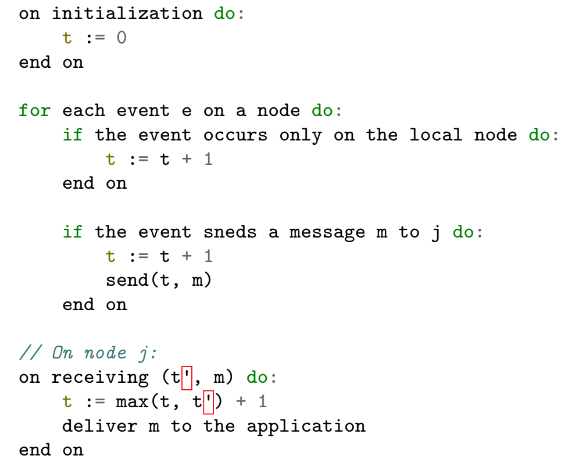 on initialization do:
    t := 0
end on

for each event e on a node do:
    if the event occurs only on the local node do:
        t := t + 1
    end on

    if the event sneds a message m to j do:
        t := t + 1
        send(t, m)
    end on

// On node j:
on receiving (t', m) do:
    t := max(t, t') + 1
    deliver m to the application
end on